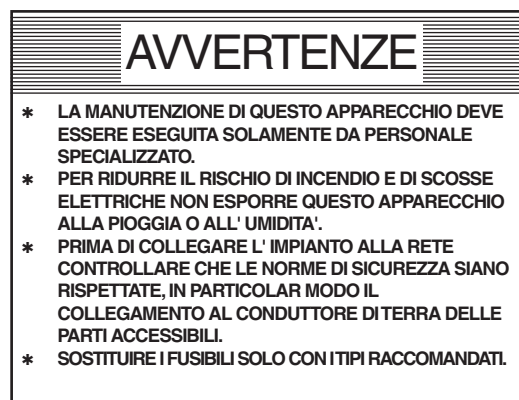 AVVERTENZE
* LA MANUTENZIONE DI QUESTO APPARECCHIO DEVE
ESSERE ESEGUITA SOLAMENTE DA PERSONALE
SPECIALIZZATO.
* PER RIDURRE IL RISCHIO DI INCENDIO E DI SCOSSE
ELETTRICHE NON ESPORRE QUESTO APPARECCHIO
ALLA PIOGGIA O ALL' UMIDITA'.
* PRIMA DI COLLEGARE L' IMPIANTO ALLA RETE
CONTROLLARE CHE LE NORME DI SICUREZZA SIANO
RISPETTATE, IN PARTICOLAR MODO IL
COLLEGAMENTO AL CONDUTTORE DI TERRA DELLE
PARTI ACCESSIBILI.
* SOSTITUIRE I FUSIBILI SOLO CON I TIPI RACCOMANDATI.